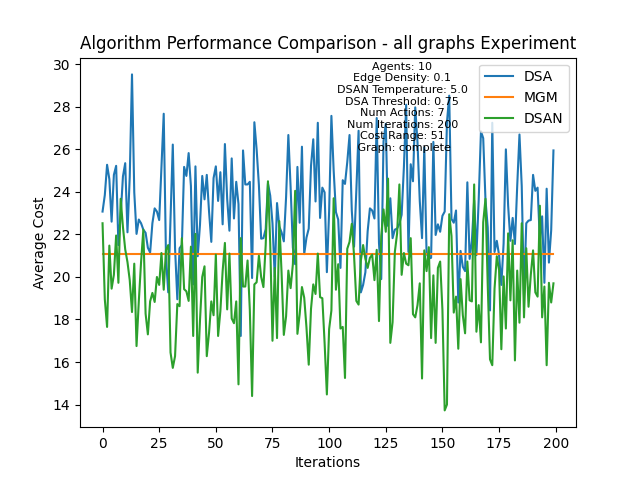 Algorithm Performance Comparison - all graphs Experiment
Agents: 10
Edge Density: 0.1
DSAN Temperature: 5.0
DSA Threshold: 0.75
Num Actions: 7
Num Iterations: 200
Cost Range: 51
Graph: complete
DSA
MGM
DSAN
30
28
26
24
22
20
18
16
14
Average Cost
0
25
50
75
100
125
150
175
200
Iterations